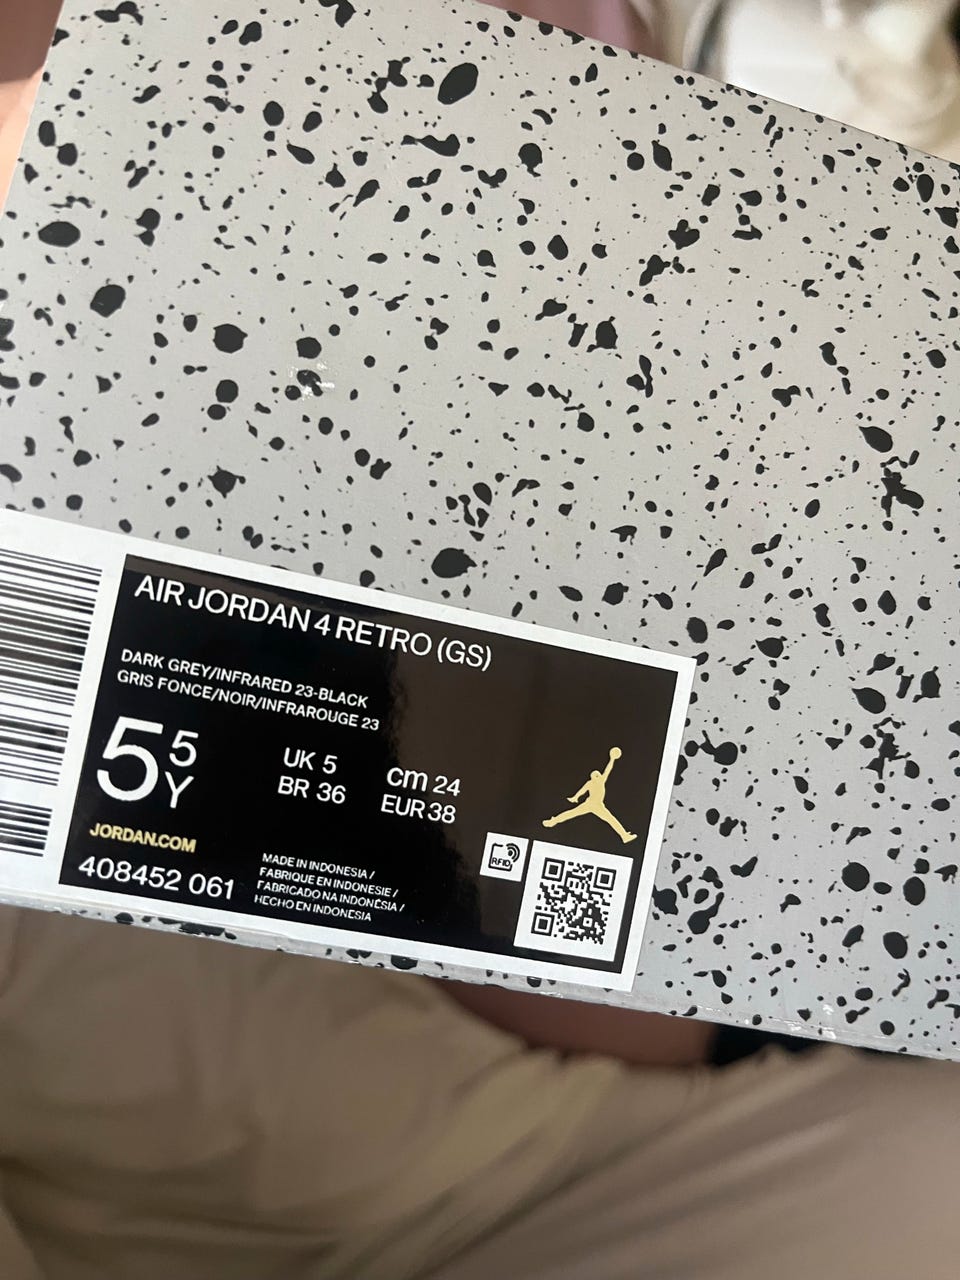 AIR JORDAN 4 RETRO (GS)
DARK GREY/INFRARED 23-BLACK
GRIS FONCE/NOIR/INFRAROUGE 23
5 5 Y
UK 5
BR 36
cm 24
EUR 38
JORDAN.COM
408452 061
MADE IN INDONESIA /
FABRIQUE EN INDONESIE /
FABRICADO NA INDONÉSIA /
HECHO EN INDONESIA
RFID